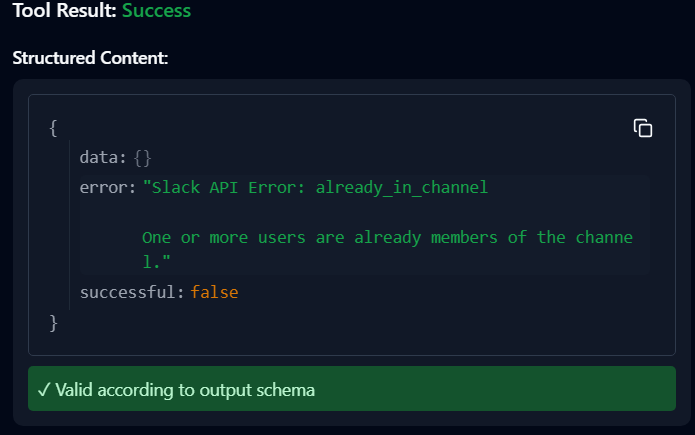 Tool Result: Success
Structured Content:
{
data: {}
error: "Slack API Error: already_in_channel
One or more users are already members of the channe
l."
successful: false
}
✓ Valid according to output schema